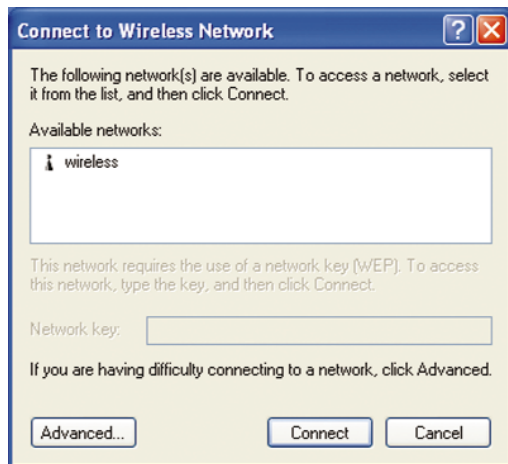 Connect to Wireless Network
The following network(s) are available. To access a network, select
it from the list, and then click Connect.
Available networks:
wireless
This network requires the use of a network key (WEP). To access
this network, type the key, and then click Connect.
Network key:
If you are having difficulty connecting to a network, click Advanced.
Advanced... Connect Cancel